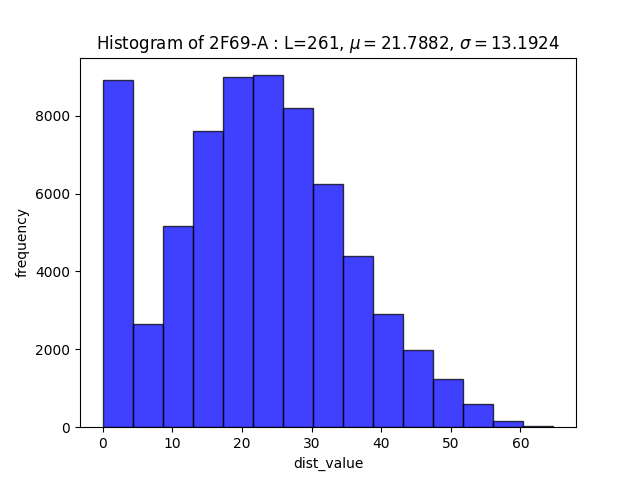 Histogram of 2F69-A : L=261, μ = 21.7882, σ = 13.1924
frequency
8000
6000
4000
2000
0
0 10 20 30 40 50 60
dist_value